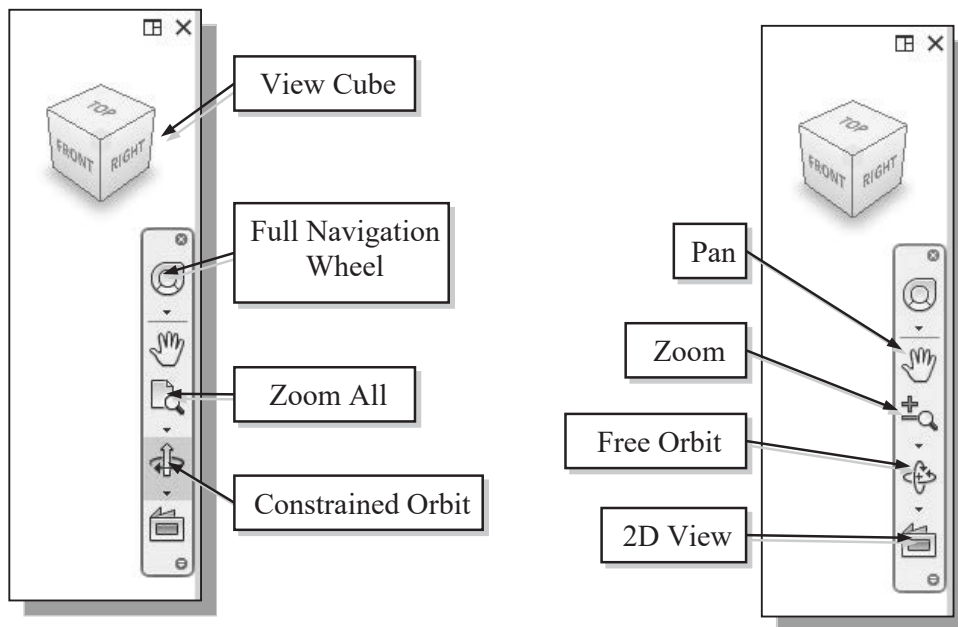 View Cube
TOP
FRONT
RIGHT
Full Navigation
Wheel
Zoom All
Constrained Orbit
TOP
FRONT
RIGHT
Pan
Zoom
Free Orbit
2D View